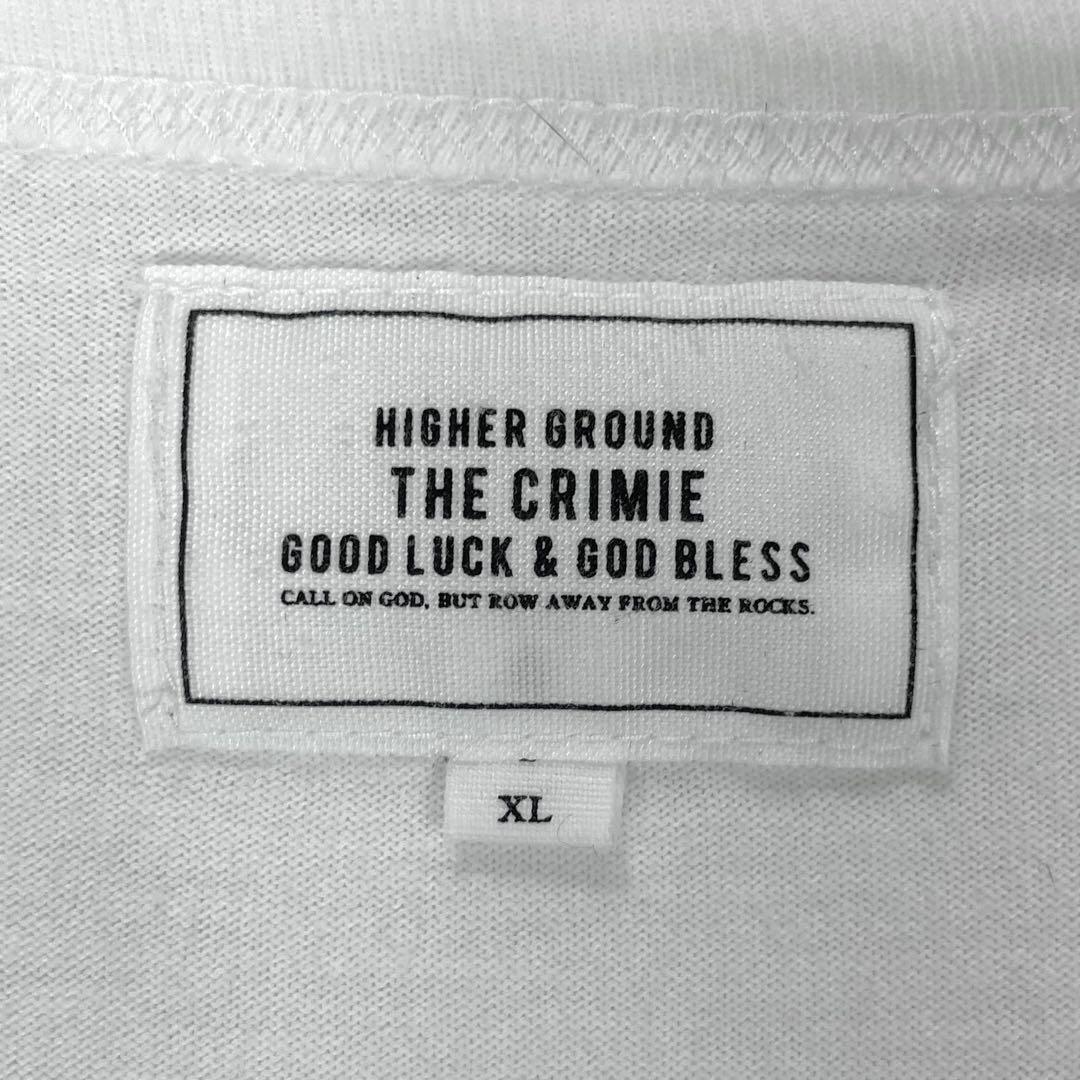 HIGHER GROUND
THE CRIMIE
GOOD LUCK & GOD BLESS
CALL ON GOD, BUT ROW AWAY FROM THE ROCKS.
XL